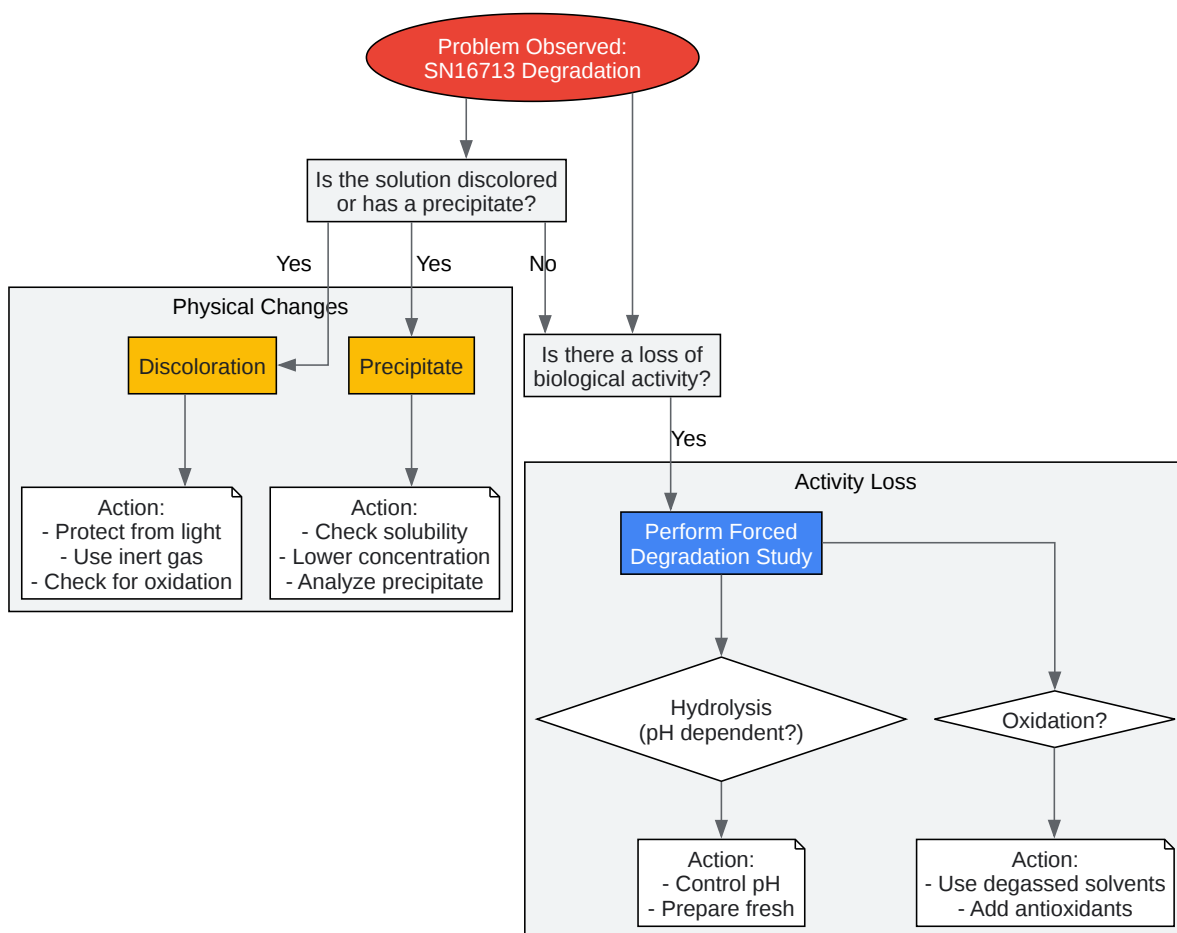 Problem Observed:
SN16713 Degradation
Is the solution discolored
or has a precipitate?
Yes
Yes
No
Physical Changes
Discoloration
Precipitate
Is there a loss of
biological activity?
Action:
- Protect from light
- Use inert gas
- Check for oxidation
Action:
- Check solubility
- Lower concentration
- Analyze precipitate
Yes
Activity Loss
Perform Forced
Degradation Study
Hydrolysis
(pH dependent?)
Oxidation?
Action:
- Control pH
- Prepare fresh
Action:
- Use degassed solvents
- Add antioxidants